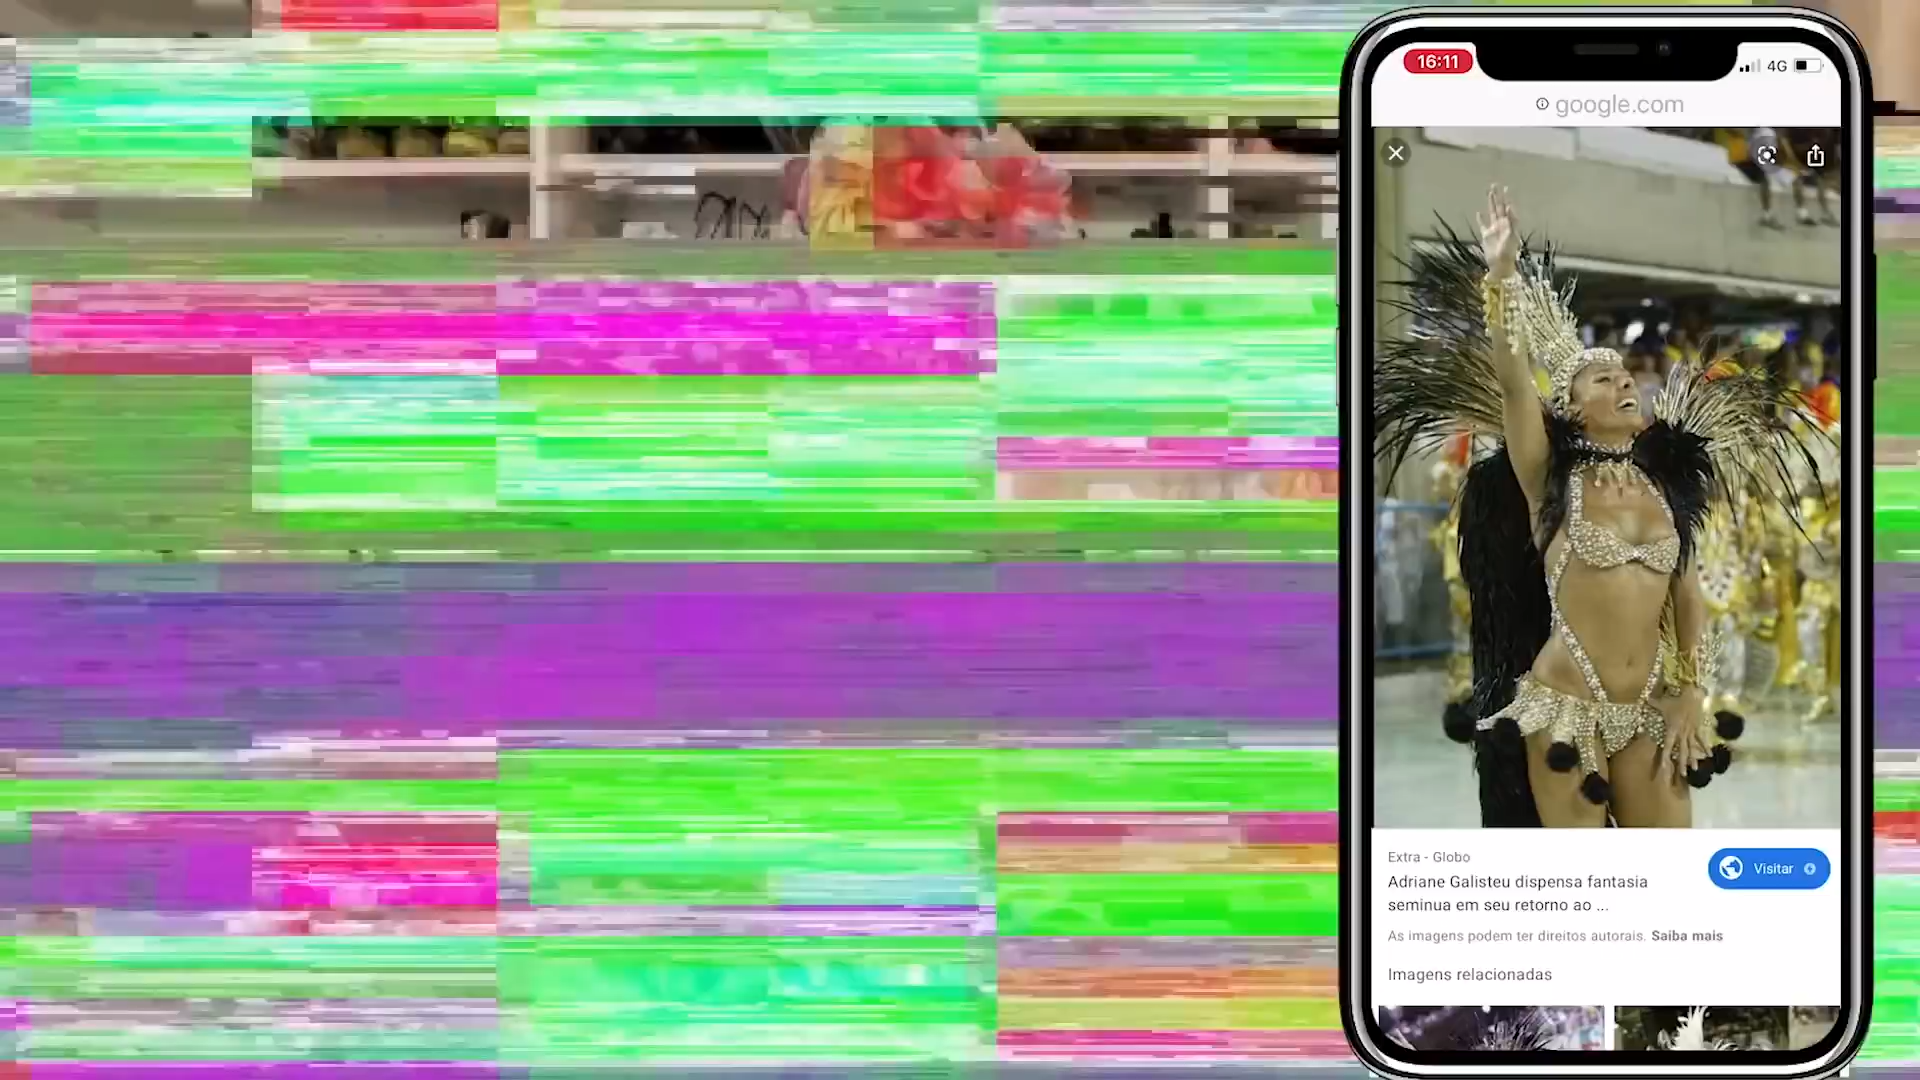 16:11
4G
google.com
Extra - Globo
Adriane Galisteu dispensa fantasia
seminua em seu retorno ao ...
Visitar
As imagens podem ter direitos autorais. Saiba mais
Imagens relacionadas